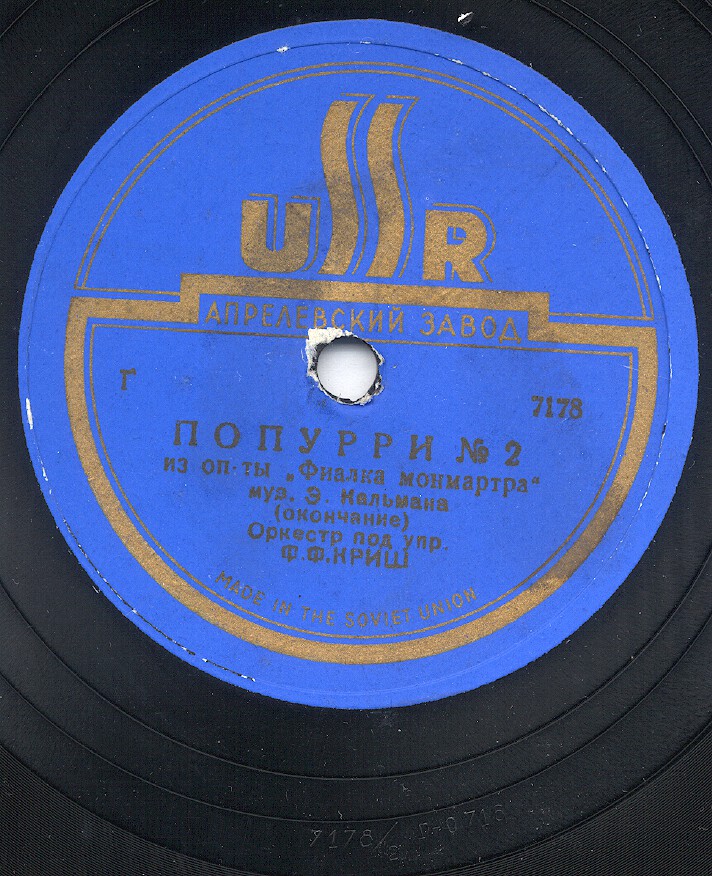 USSR
АПРЕЛЕВСКИЙ ЗАВОД
Г 7178
ПОПУРРИ № 2
из оп-ты „Фиалка монмартра“
муз. Э. Кальмана
(окончание)
Оркестр под упр.
Ф.Ф.КРИШ
MADE IN THE SOVIET UNION
7178/2